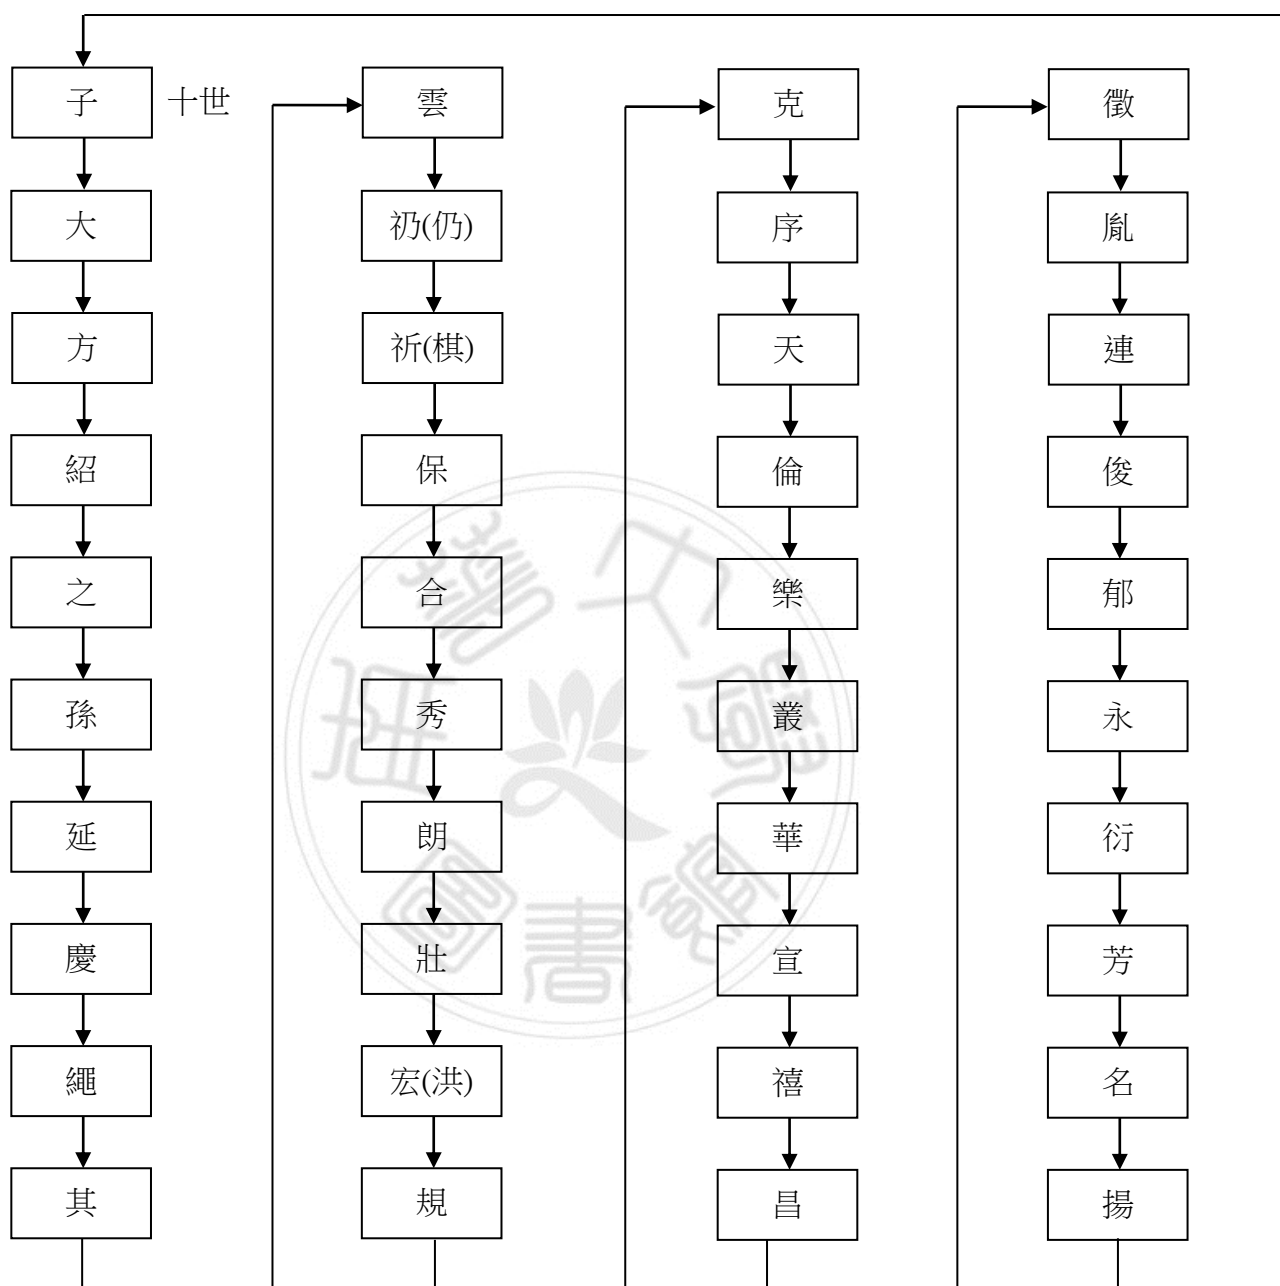 子 十世
大
方
紹
之
孫
延
慶
繩
其
雲
礽(仍)
祈(棋)
保
合
秀
朗
壯
宏(洪)
規
克
序
天
倫
樂
叢
華
宣
禧
昌
徵
胤
連
俊
郁
永
衍
芳
名
揚